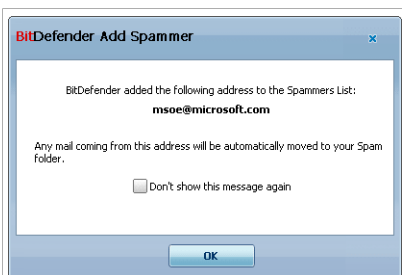 BitDefender Add Spammer
BitDefender added the following address to the Spammers List:
msoe@microsoft.com
Any mail coming from this address will be automatically moved to your Spam
folder.
Don't show this message again
OK